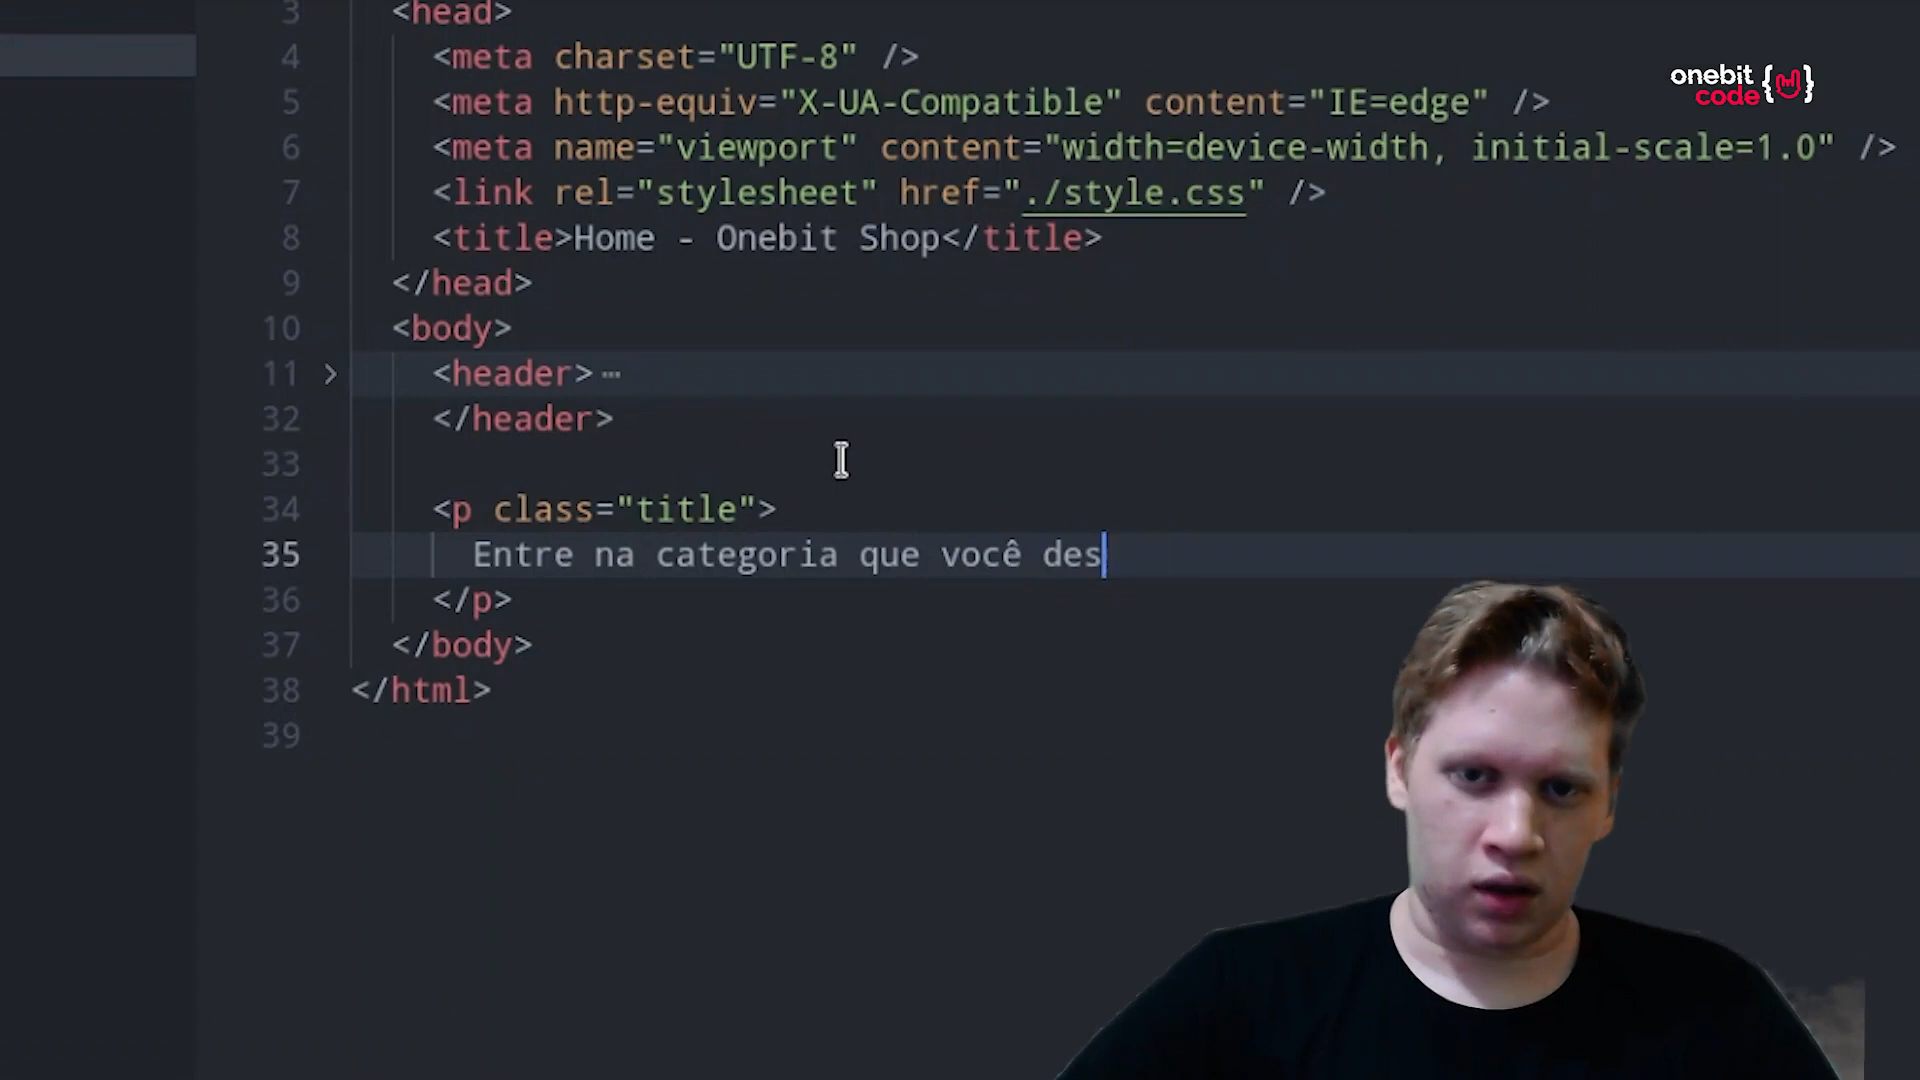 3 <head>
4 <meta charset="UTF-8" />
5 <meta http-equiv="X-UA-Compatible" content="IE=edge" />
6 <meta name="viewport" content="width=device-width, initial-scale=1.0" />
7 <link rel="stylesheet" href="./style.css" />
8 <title>Home - Onebit Shop</title>
9 </head>
10 <body>
11 <header> ⋯
32 </header>
33
34 <p class="title">
35 Entre na categoria que você des
36 </p>
37 </body>
38 </html>
39
onebit
code